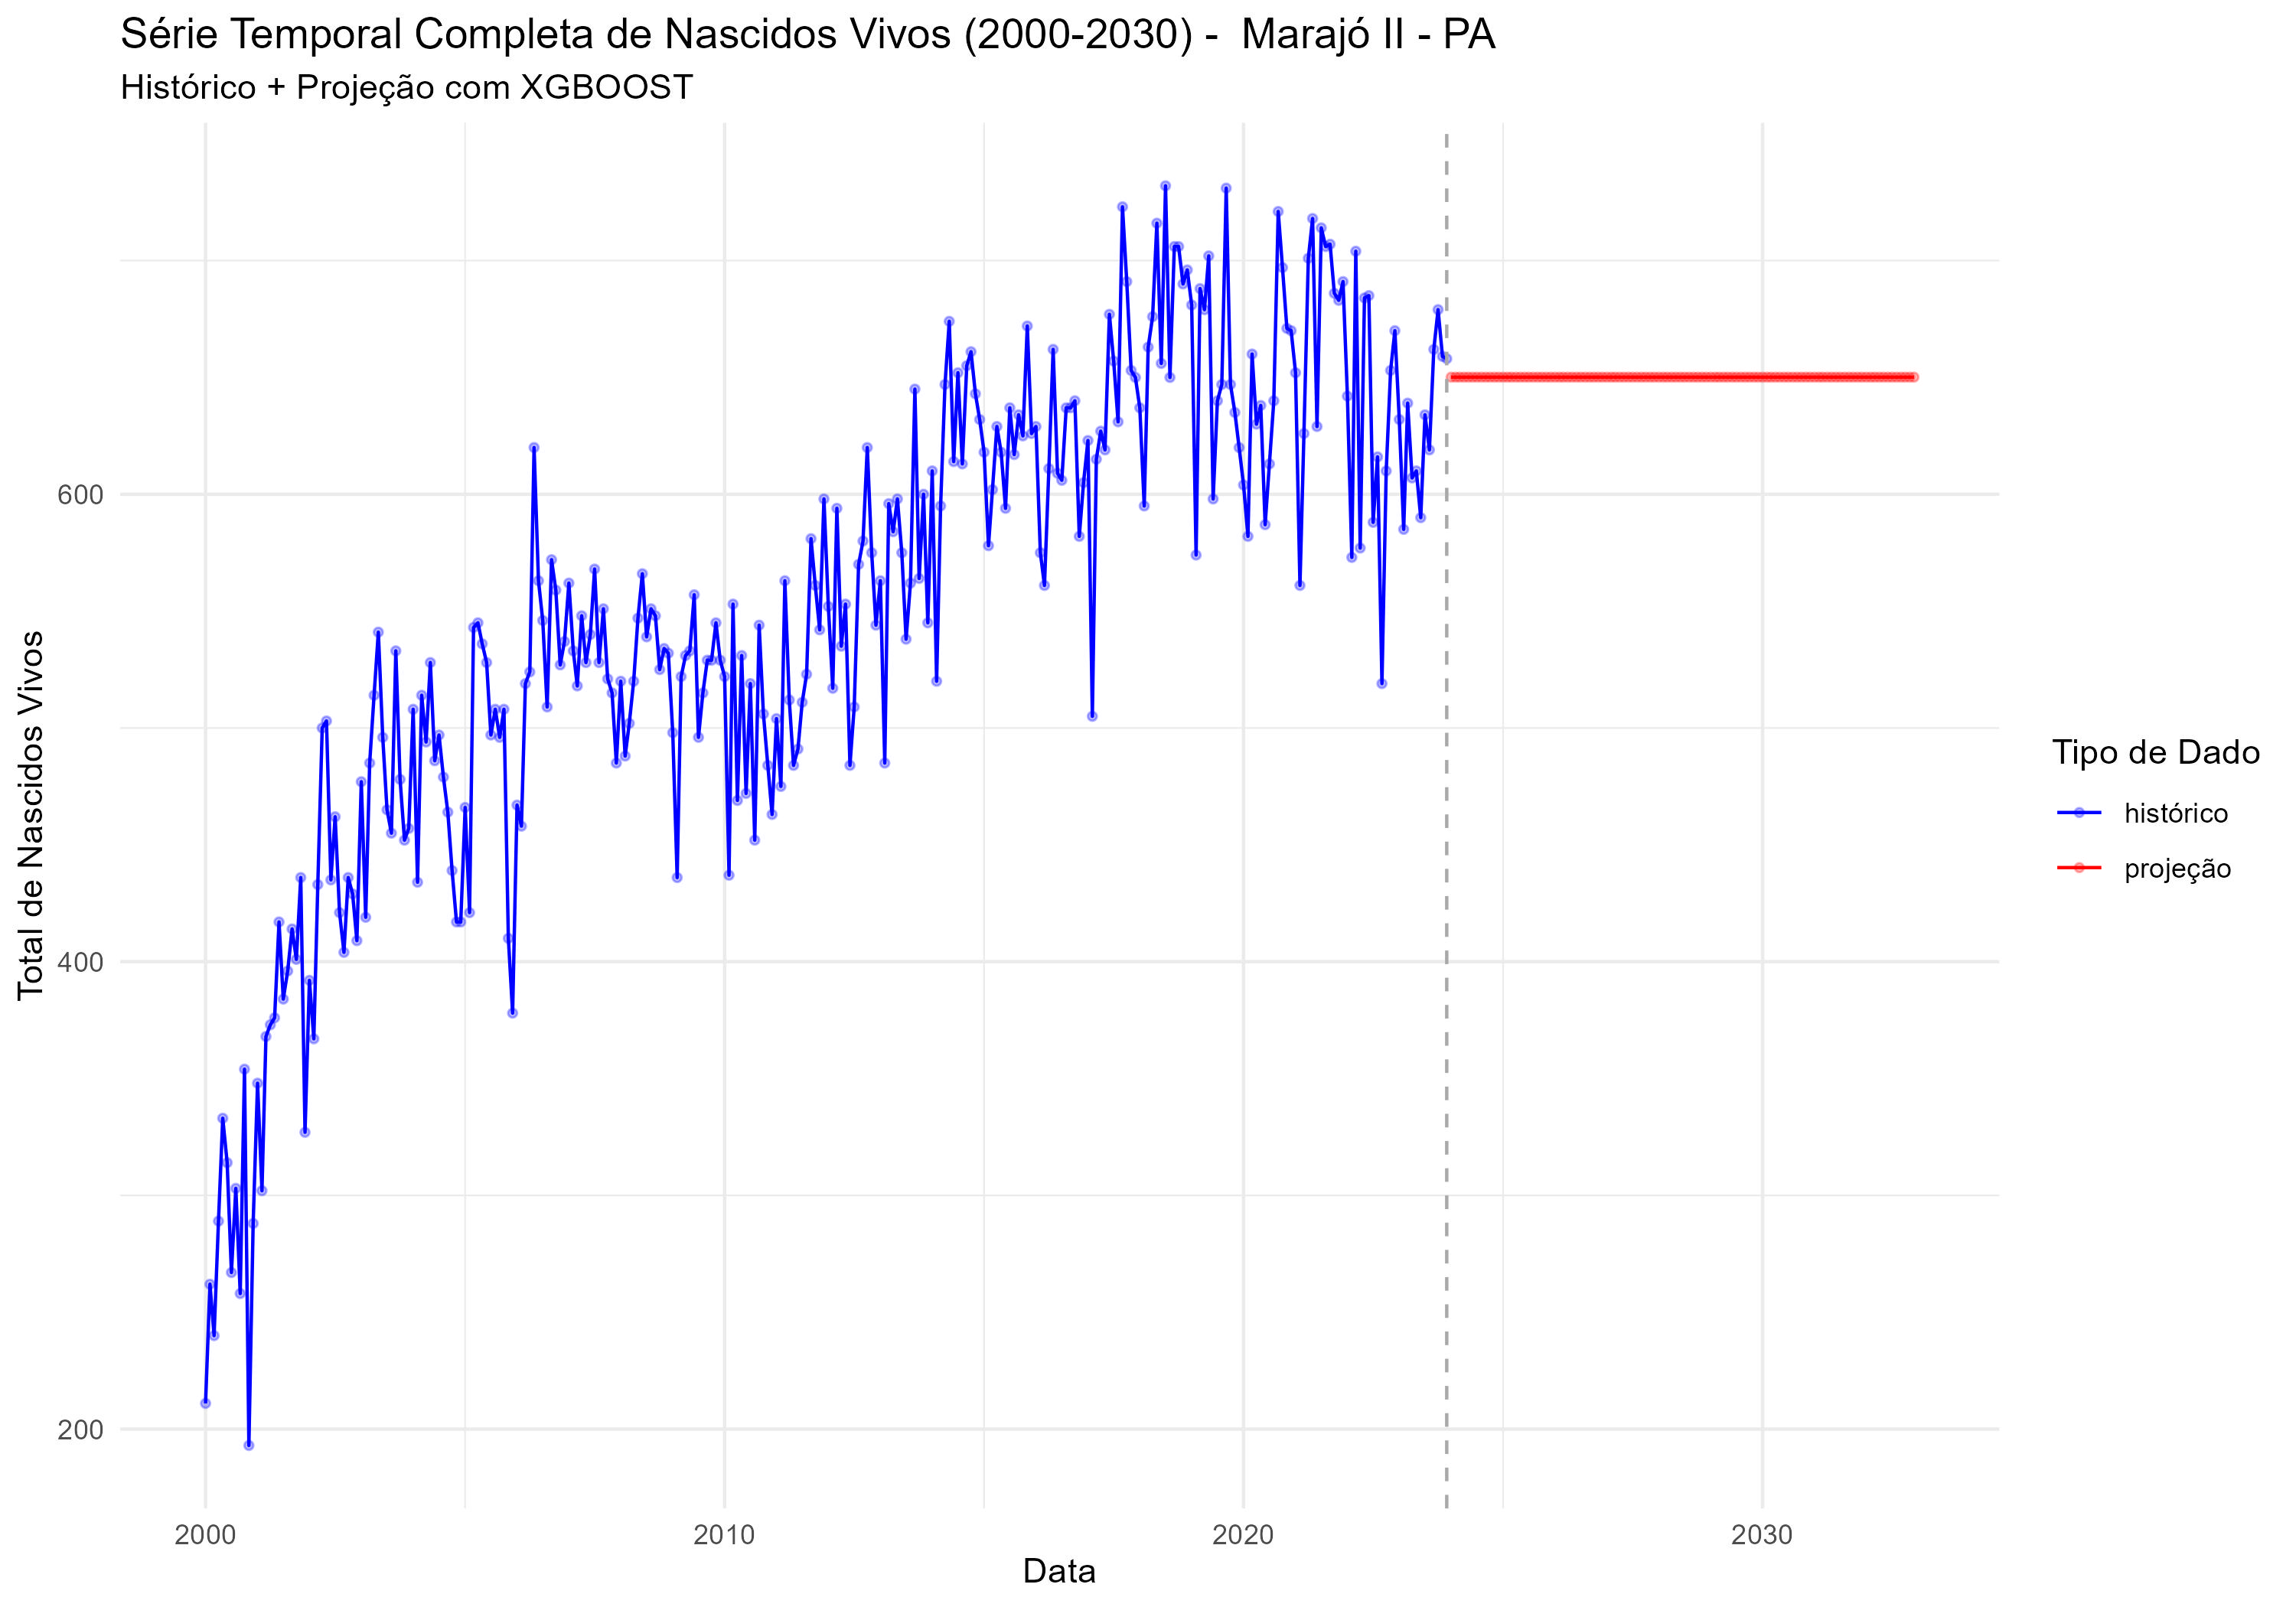 Série Temporal Completa de Nascidos Vivos (2000-2030) -  Marajó II - PA
Histórico + Projeção com XGBOOST
Total de Nascidos Vivos
600
400
200
2000
2010
2020
2030
Data
Tipo de Dado
histórico
projeção